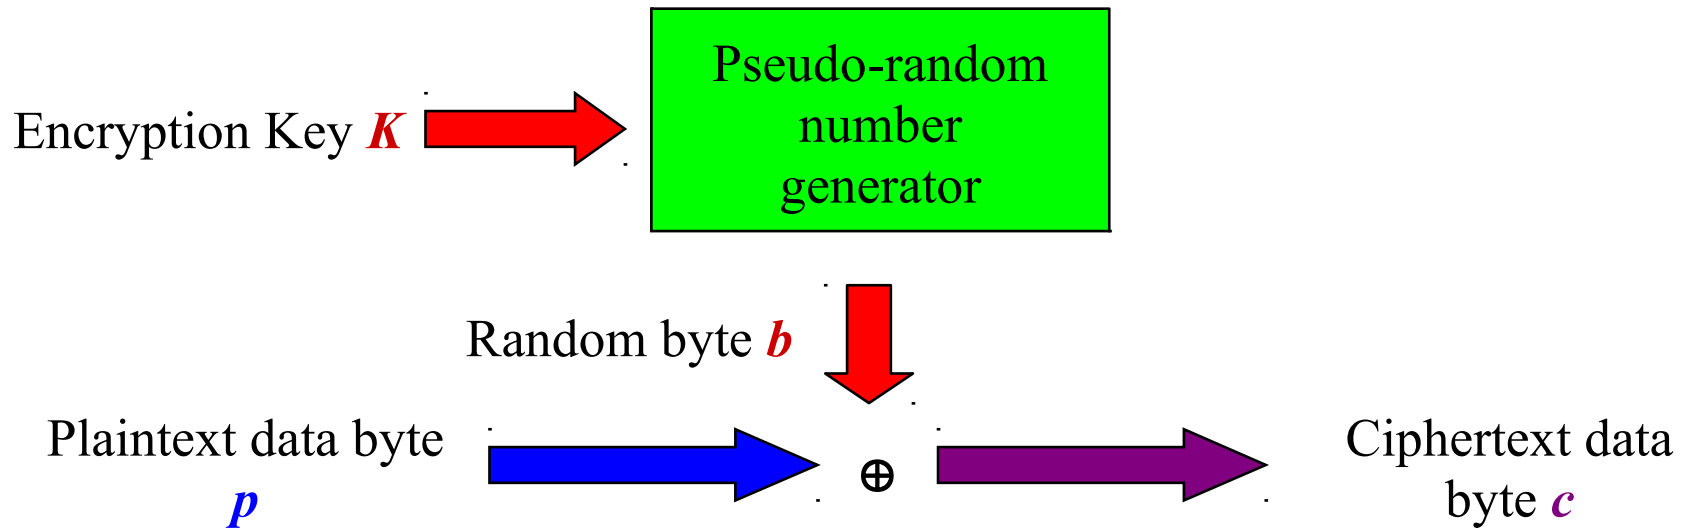 Pseudo-random
number
generator
Encryption Key K
Random byte b
Plaintext data byte
p
⊕
Ciphertext data
byte c